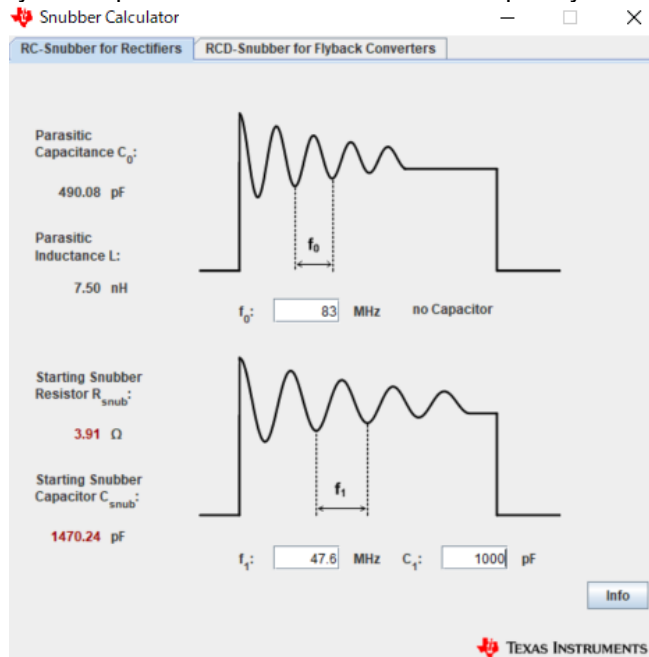 Snubber Calculator
RC-Snubber for Rectifiers RCD-Snubber for Flyback Converters
Parasitic
Capacitance C0:
490.08 pF
Parasitic
Inductance L:
7.50 nH
f0
f0: 83 MHz no Capacitor
Starting Snubber
Resistor Rsnub:
3.91 Ω
Starting Snubber
Capacitor Csnub:
1470.24 pF
f1
f1: 47.6 MHz C1: 1000 pF
Info
TEXAS INSTRUMENTS